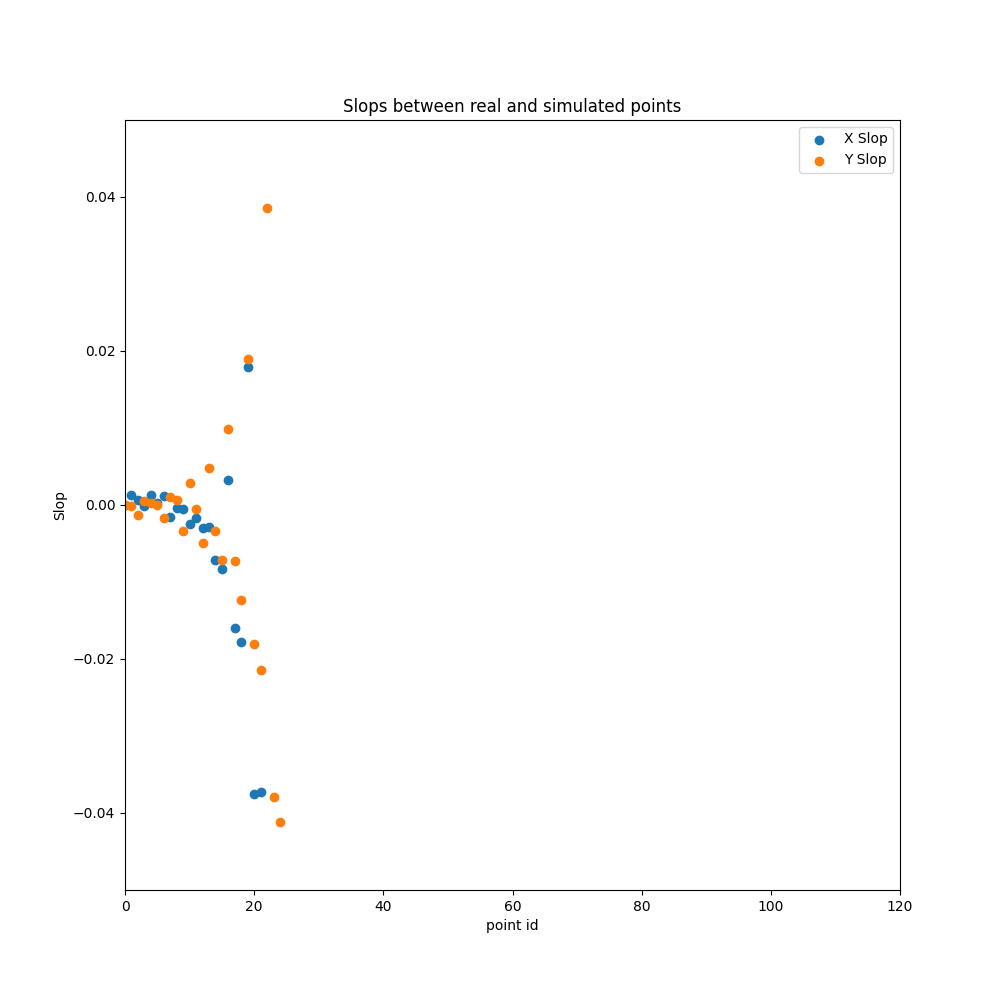 Slops between real and simulated points
X Slop
Y Slop
0.04
0.02
0.00
−0.02
−0.04
Slop
0 20 40 60 80 100 120
point id